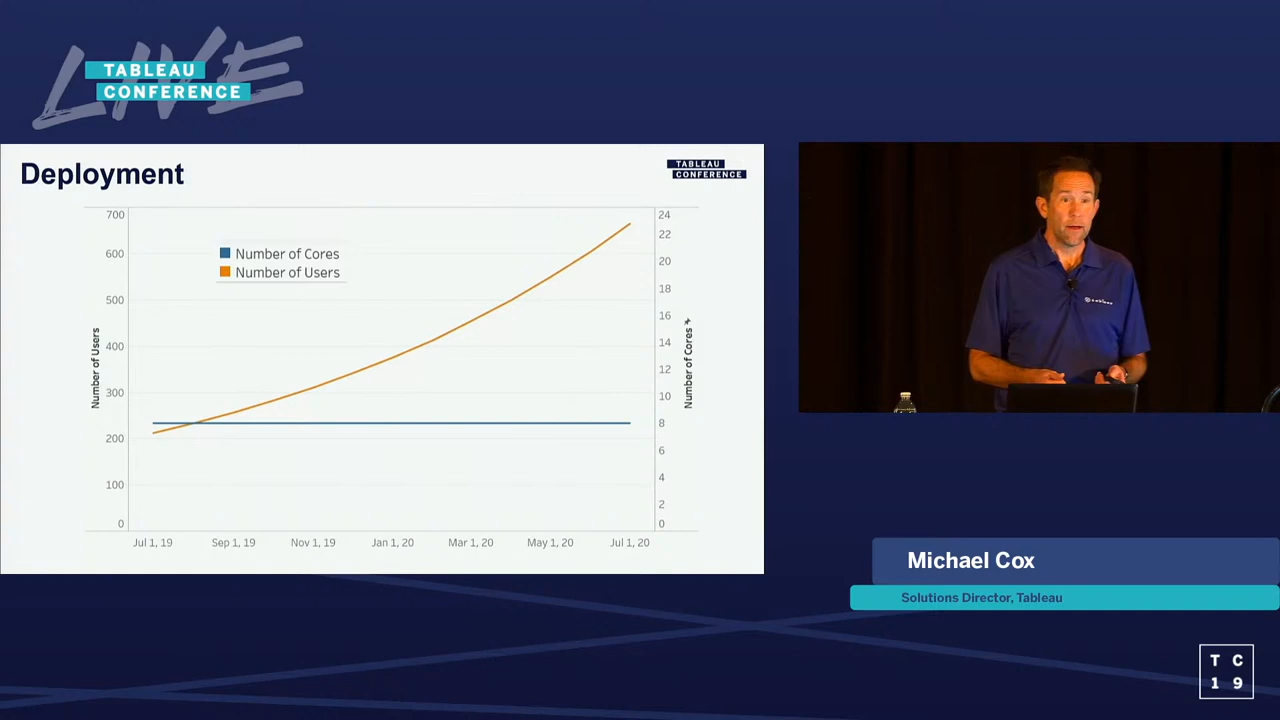 LIVE
TABLEAU
CONFERENCE
Deployment
TABLEAU
CONFERENCE
700
600
500
400
300
200
100
0
Number of Users
Number of Cores
Number of Users
24
22
20
18
16
14
12
10
8
6
4
2
0
Number of Cores
Jul 1, 19 Sep 1, 19 Nov 1, 19 Jan 1, 20 Mar 1, 20 May 1, 20 Jul 1, 20
tableau
Michael Cox
Solutions Director, Tableau
T C
1 9